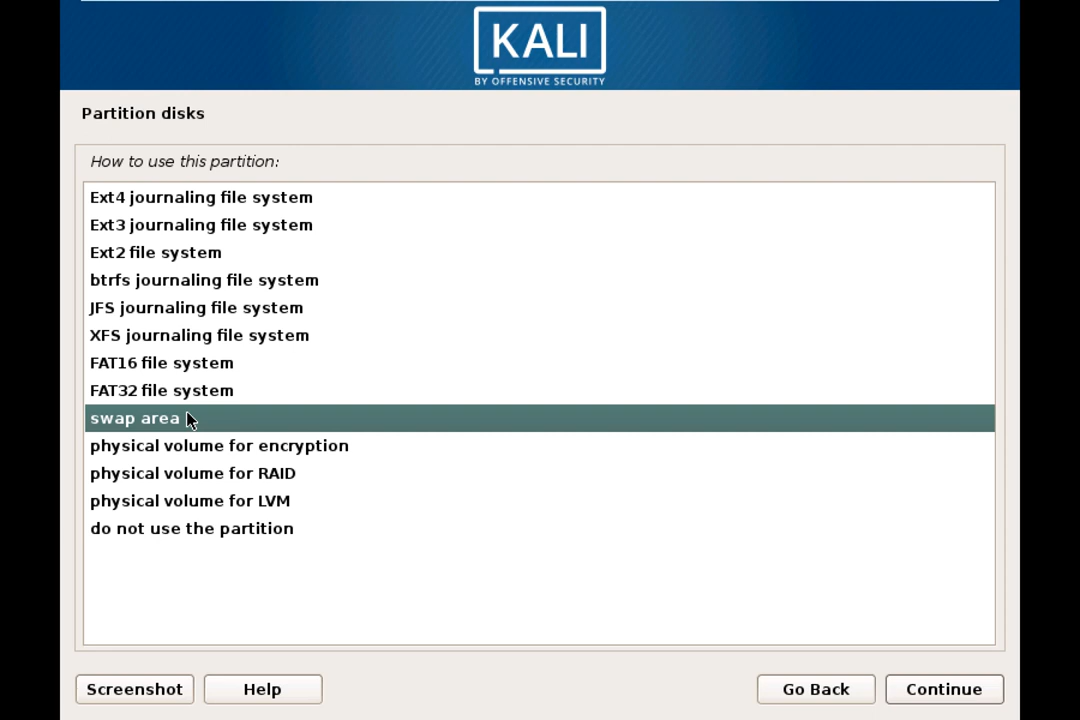 KALI
BY OFFENSIVE SECURITY
Partition disks
How to use this partition:
Ext4 journaling file system
Ext3 journaling file system
Ext2 file system
btrfs journaling file system
JFS journaling file system
XFS journaling file system
FAT16 file system
FAT32 file system
swap area
physical volume for encryption
physical volume for RAID
physical volume for LVM
do not use the partition
Screenshot Help Go Back Continue